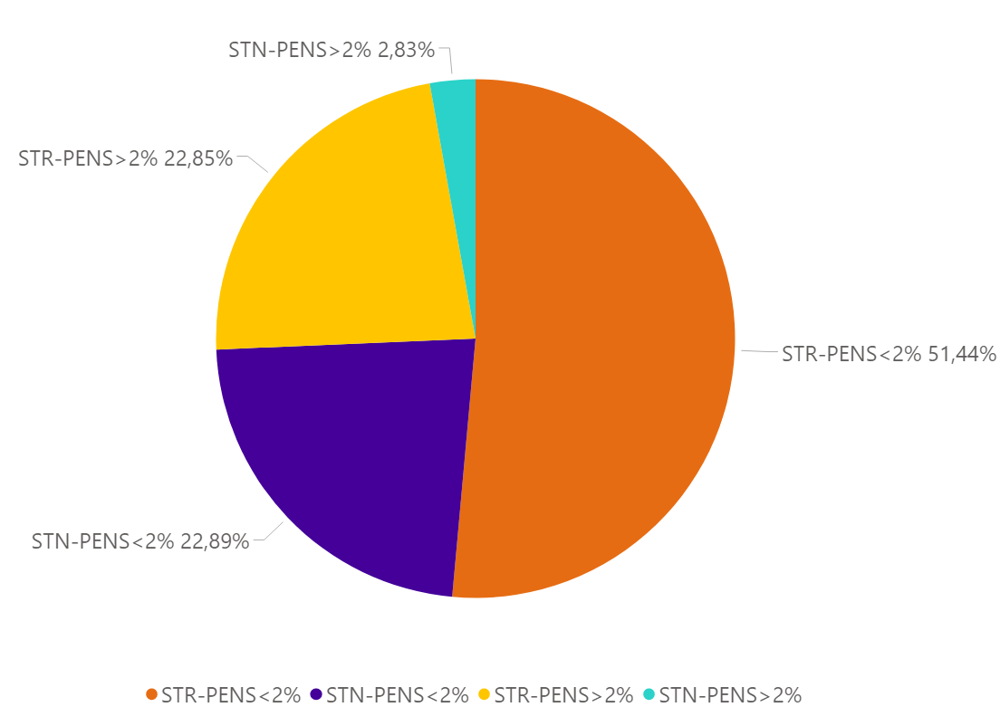 STN-PENS>2% 2,83%
STR-PENS>2% 22,85%
STR-PENS<2% 51,44%
STN-PENS<2% 22,89%
STR-PENS<2% STN-PENS<2% STR-PENS>2% STN-PENS>2%